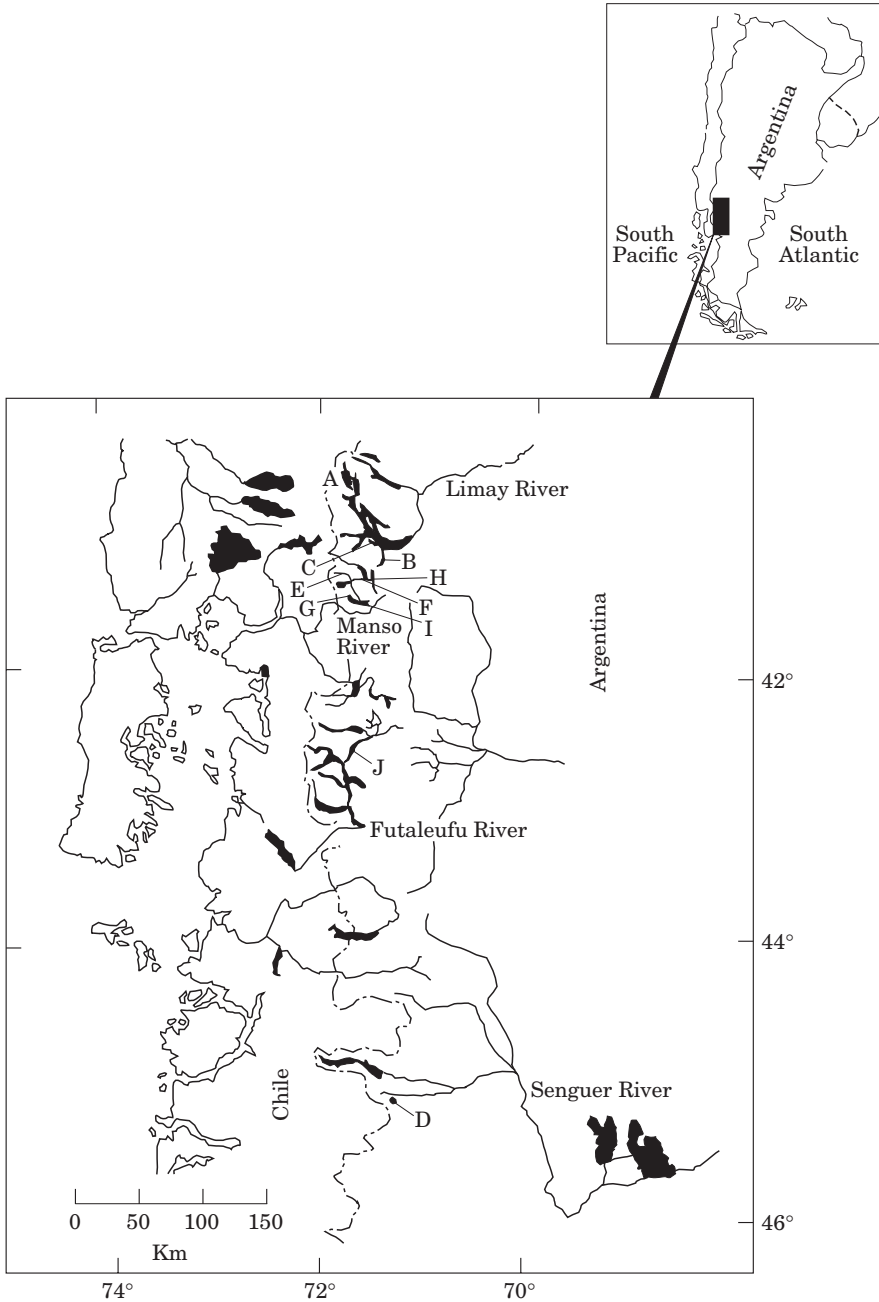 Argentina
South
Pacific
South
Atlantic
A
Limay River
B
C
E
H
G
F
I
Manso
River
Argentina
42°
J
Futaleufu River
44°
Chile
Senguer River
D
0 50 100 150
Km
46°
74° 72° 70°